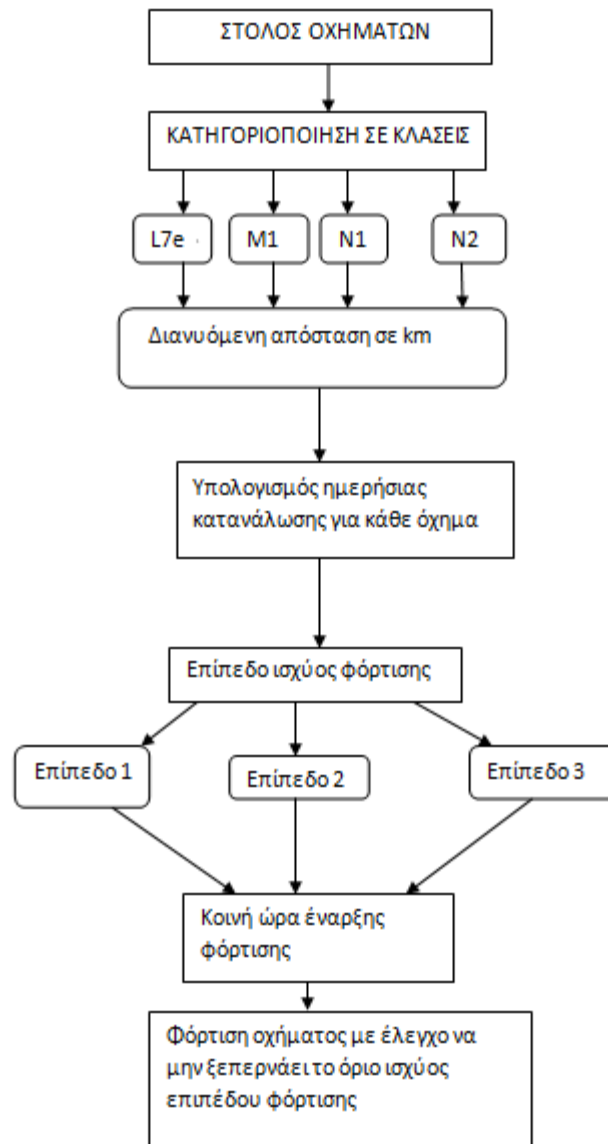 ΣΤΟΛΟΣ ΟΧΗΜΑΤΩΝ
ΚΑΤΗΓΟΡΙΟΠΟΙΗΣΗ ΣΕ ΚΛΑΣΕΙΣ
L7e
M1
N1
N2
Διανυόμενη απόσταση σε km
Υπολογισμός ημερήσιας
κατανάλωσης για κάθε όχημα
Επίπεδο ισχύος φόρτισης
Επίπεδο 1
Επίπεδο 2
Επίπεδο 3
Κοινή ώρα έναρξης
φόρτισης
Φόρτιση οχήματος με έλεγχο να
μην ξεπερνάει το όριο ισχύος
επιπέδου φόρτισης